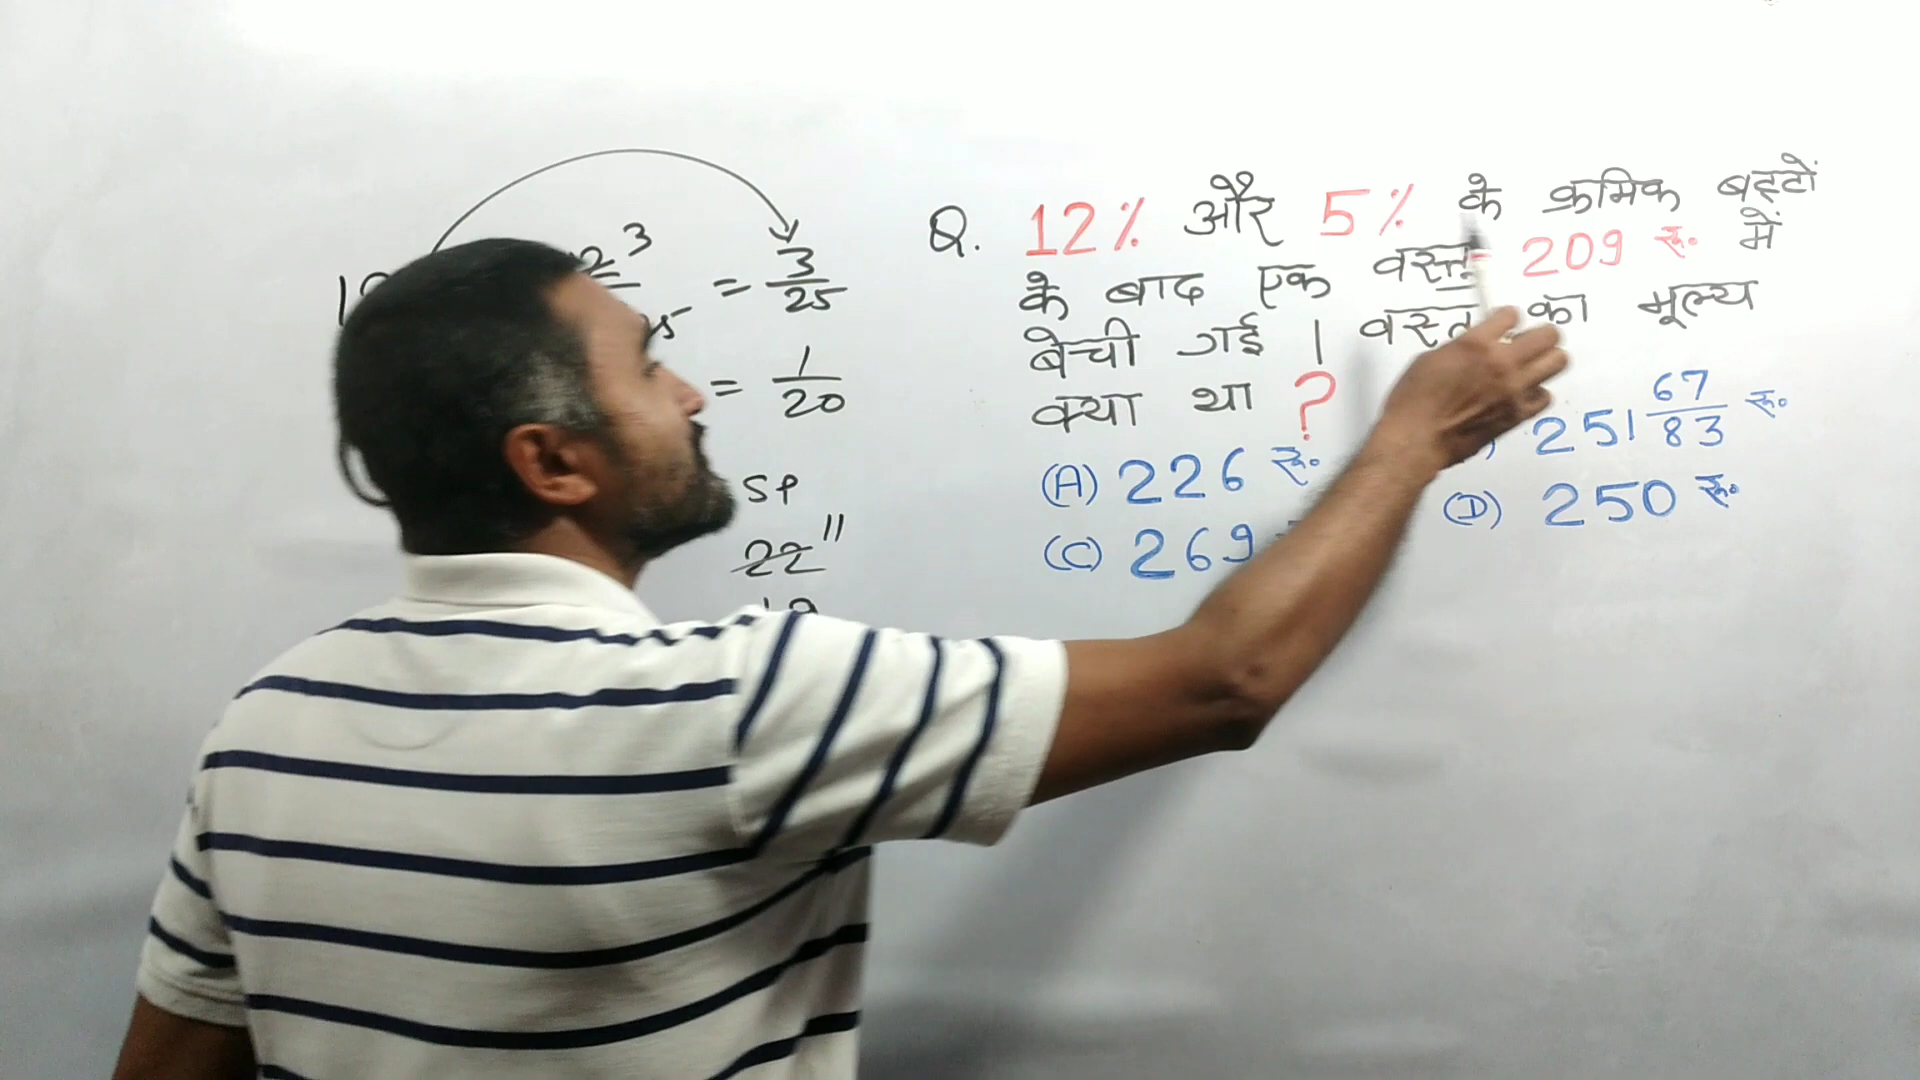 Q. 12% और 5% के क्रमिक बट्टों
के बाद एक वस्तु 209 रू. में
बेची गई । वस्तु का मूल्य
क्या था ?
(A) 226 रू.
251 67/83 रू.
(C) 269
(D) 250 रू.
= 3/25
= 1/20
SP
22 11